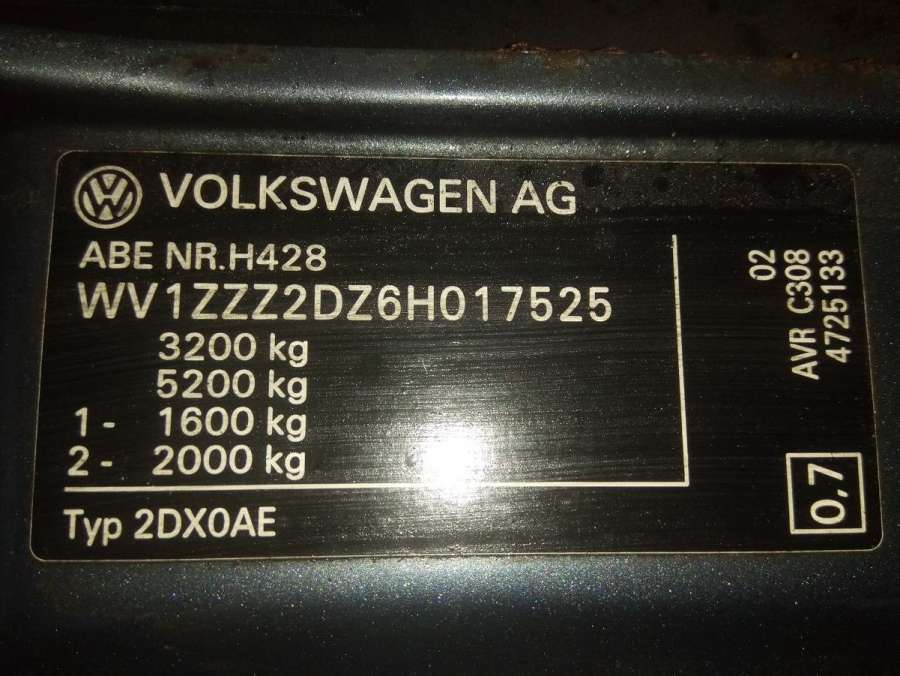 VOLKSWAGEN AG
ABE NR.H428
WV1ZZZ2DZ6H017525
3200 kg
5200 kg
1- 1600 kg
2- 2000 kg
Typ 2DX0AE
02
AVR C308
4725133
0,7